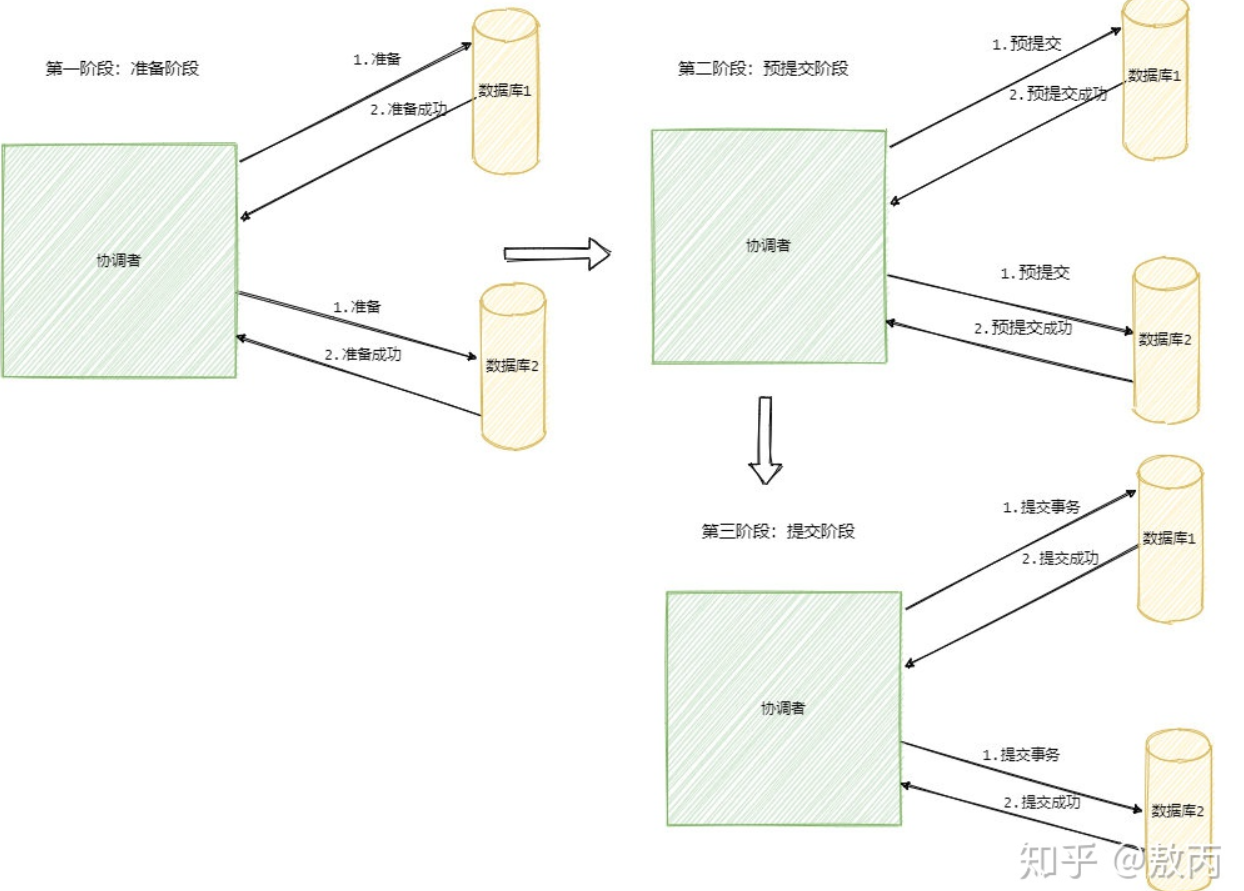 第一阶段：准备阶段
1.准备
2.准备成功
数据库1
协调者
1.准备
2.准备成功
数据库2
第二阶段：预提交阶段
1.预提交
2.预提交成功
数据库1
协调者
1.预提交
2.预提交成功
数据库2
第三阶段：提交阶段
1.提交事务
2.提交成功
数据库1
协调者
1.提交事务
2.提交成功
数据库2
知乎 @敖丙